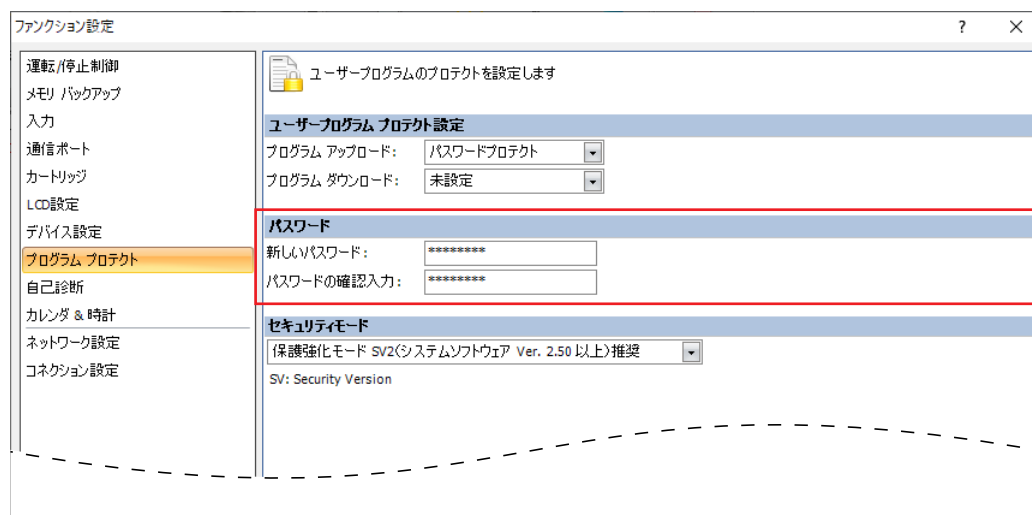 ファンクション設定
運転/停止制御
メモリ バックアップ
入力
通信ポート
カートリッジ
LCD設定
デバイス設定
プログラム プロテクト
自己診断
カレンダ & 時計
ネットワーク設定
コネクション設定
ユーザープログラムのプロテクトを設定します
ユーザープログラム プロテクト設定
プログラム アップロード: パスワードプロテクト
プログラム ダウンロード: 未設定
パスワード
新しいパスワード: ********
パスワードの確認入力: ********
セキュリティモード
保護強化モード SV2(システムソフトウェア Ver. 2.50 以上)推奨
SV: Security Version